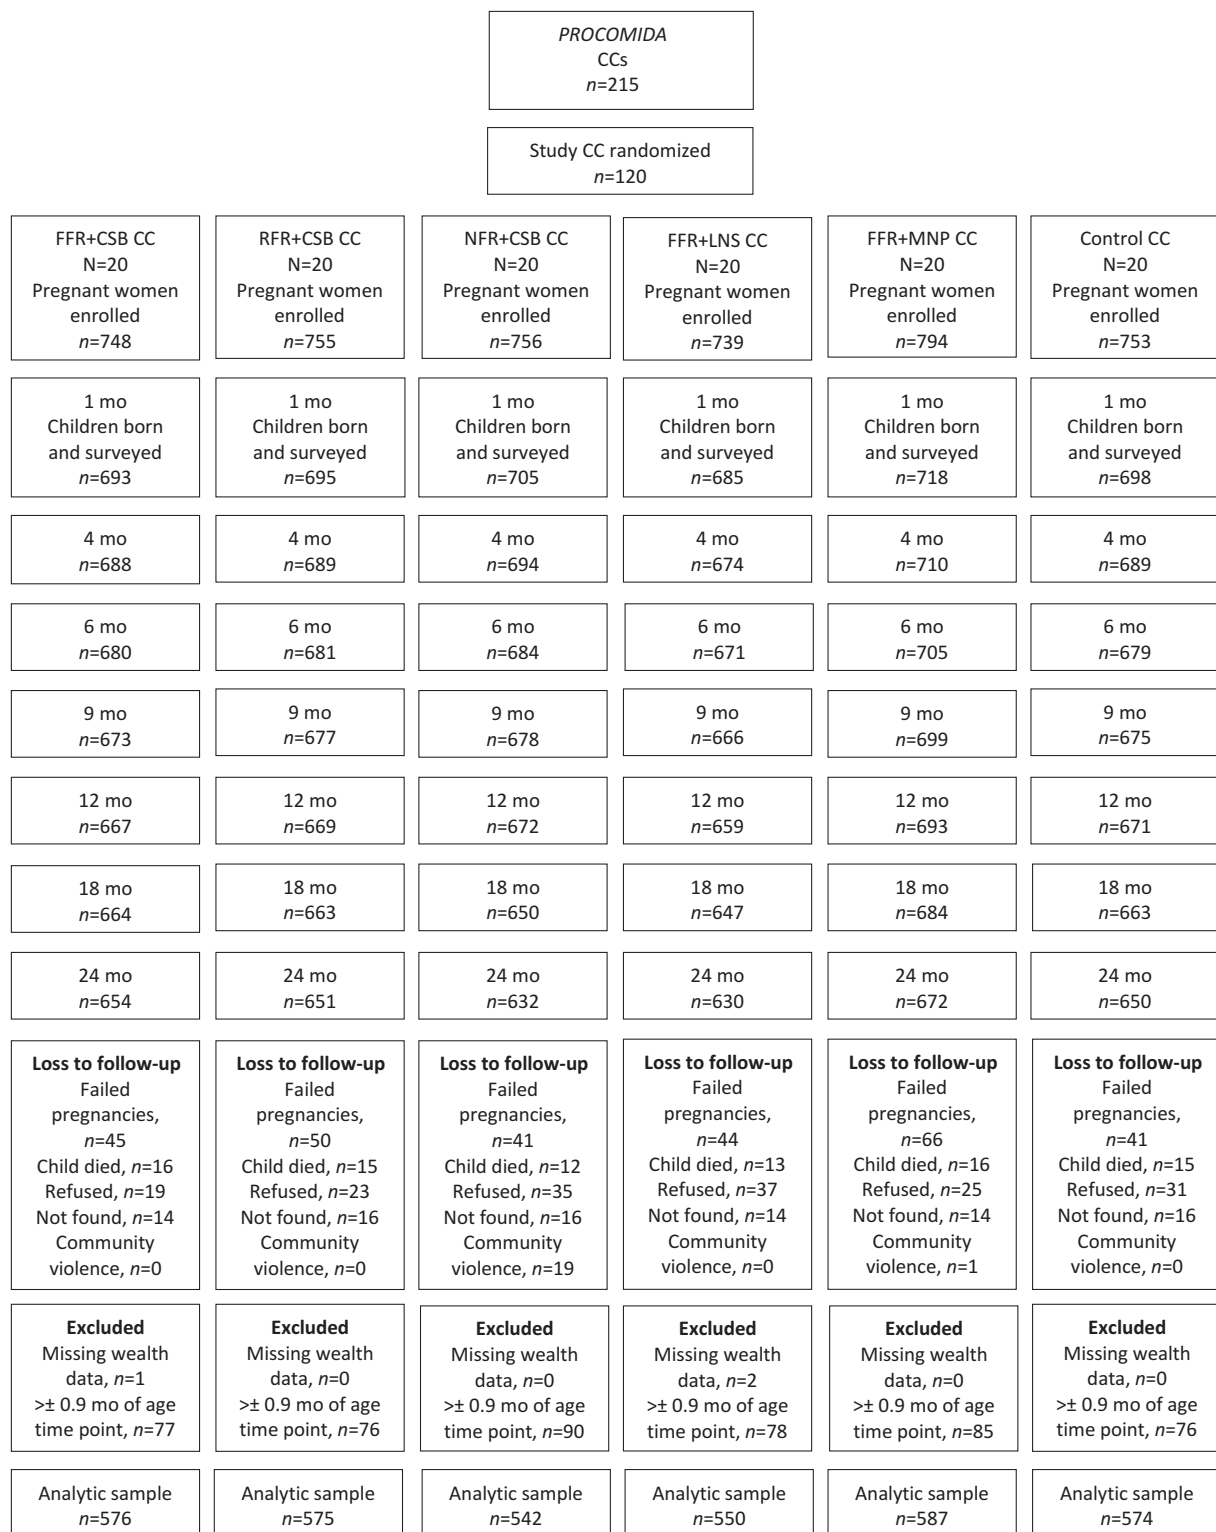 PROCOMIDA
CCs
n=215
Study CC randomized
n=120
FFR+CSB CC
N=20
Pregnant women
enrolled
n=748
RFR+CSB CC
N=20
Pregnant women
enrolled
n=755
NFR+CSB CC
N=20
Pregnant women
enrolled
n=756
FFR+LNS CC
N=20
Pregnant women
enrolled
n=739
FFR+MNP CC
N=20
Pregnant women
enrolled
n=794
Control CC
N=20
Pregnant women
enrolled
n=753
1 mo
Children born
and surveyed
n=693
1 mo
Children born
and surveyed
n=695
1 mo
Children born
and surveyed
n=705
1 mo
Children born
and surveyed
n=685
1 mo
Children born
and surveyed
n=718
1 mo
Children born
and surveyed
n=698
4 mo
n=688
4 mo
n=689
4 mo
n=694
4 mo
n=674
4 mo
n=710
4 mo
n=689
6 mo
n=680
6 mo
n=681
6 mo
n=684
6 mo
n=671
6 mo
n=705
6 mo
n=679
9 mo
n=673
9 mo
n=677
9 mo
n=678
9 mo
n=666
9 mo
n=699
9 mo
n=675
12 mo
n=667
12 mo
n=669
12 mo
n=672
12 mo
n=659
12 mo
n=693
12 mo
n=671
18 mo
n=664
18 mo
n=663
18 mo
n=650
18 mo
n=647
18 mo
n=684
18 mo
n=663
24 mo
n=654
24 mo
n=651
24 mo
n=632
24 mo
n=630
24 mo
n=672
24 mo
n=650
Loss to follow-up
Failed
pregnancies,
n=45
Child died, n=16
Refused, n=19
Not found, n=14
Community
violence, n=0
Loss to follow-up
Failed
pregnancies,
n=50
Child died, n=15
Refused, n=23
Not found, n=16
Community
violence, n=0
Loss to follow-up
Failed
pregnancies,
n=41
Child died, n=12
Refused, n=35
Not found, n=16
Community
violence, n=19
Loss to follow-up
Failed
pregnancies,
n=44
Child died, n=13
Refused, n=37
Not found, n=14
Community
violence, n=0
Loss to follow-up
Failed
pregnancies,
n=66
Child died, n=16
Refused, n=25
Not found, n=14
Community
violence, n=1
Loss to follow-up
Failed
pregnancies,
n=41
Child died, n=15
Refused, n=31
Not found, n=16
Community
violence, n=0
Excluded
Missing wealth
data, n=1
>± 0.9 mo of age
time point, n=77
Excluded
Missing wealth
data, n=0
>± 0.9 mo of age
time point, n=76
Excluded
Missing wealth
data, n=0
>± 0.9 mo of age
time point, n=90
Excluded
Missing wealth
data, n=2
>± 0.9 mo of age
time point, n=78
Excluded
Missing wealth
data, n=0
>± 0.9 mo of age
time point, n=85
Excluded
Missing wealth
data, n=0
>± 0.9 mo of age
time point, n=76
Analytic sample
n=576
Analytic sample
n=575
Analytic sample
n=542
Analytic sample
n=550
Analytic sample
n=587
Analytic sample
n=574